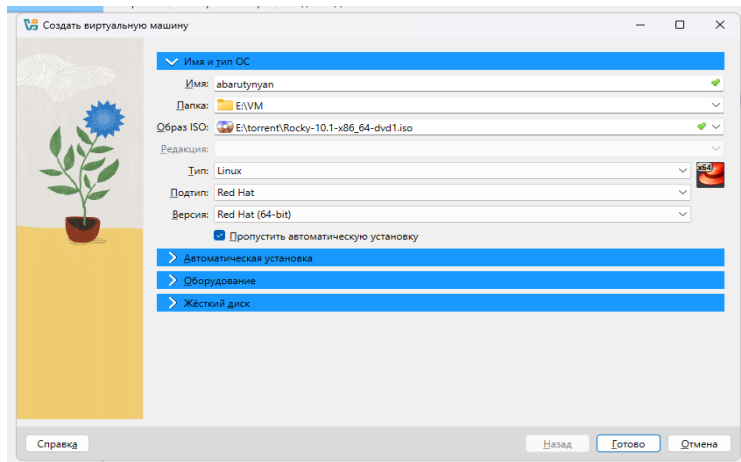 Создать виртуальную машину
Имя и тип ОС
Имя: abarutynyan
Папка: E:\VM
Образ ISO: E:\torrent\Rocky-10.1-x86_64-dvd1.iso
Редакция:
Тип: Linux
x64
Подтип: Red Hat
Версия: Red Hat (64-bit)
Пропустить автоматическую установку
Автоматическая установка
Оборудование
Жёсткий диск
Справка Назад Готово Отмена